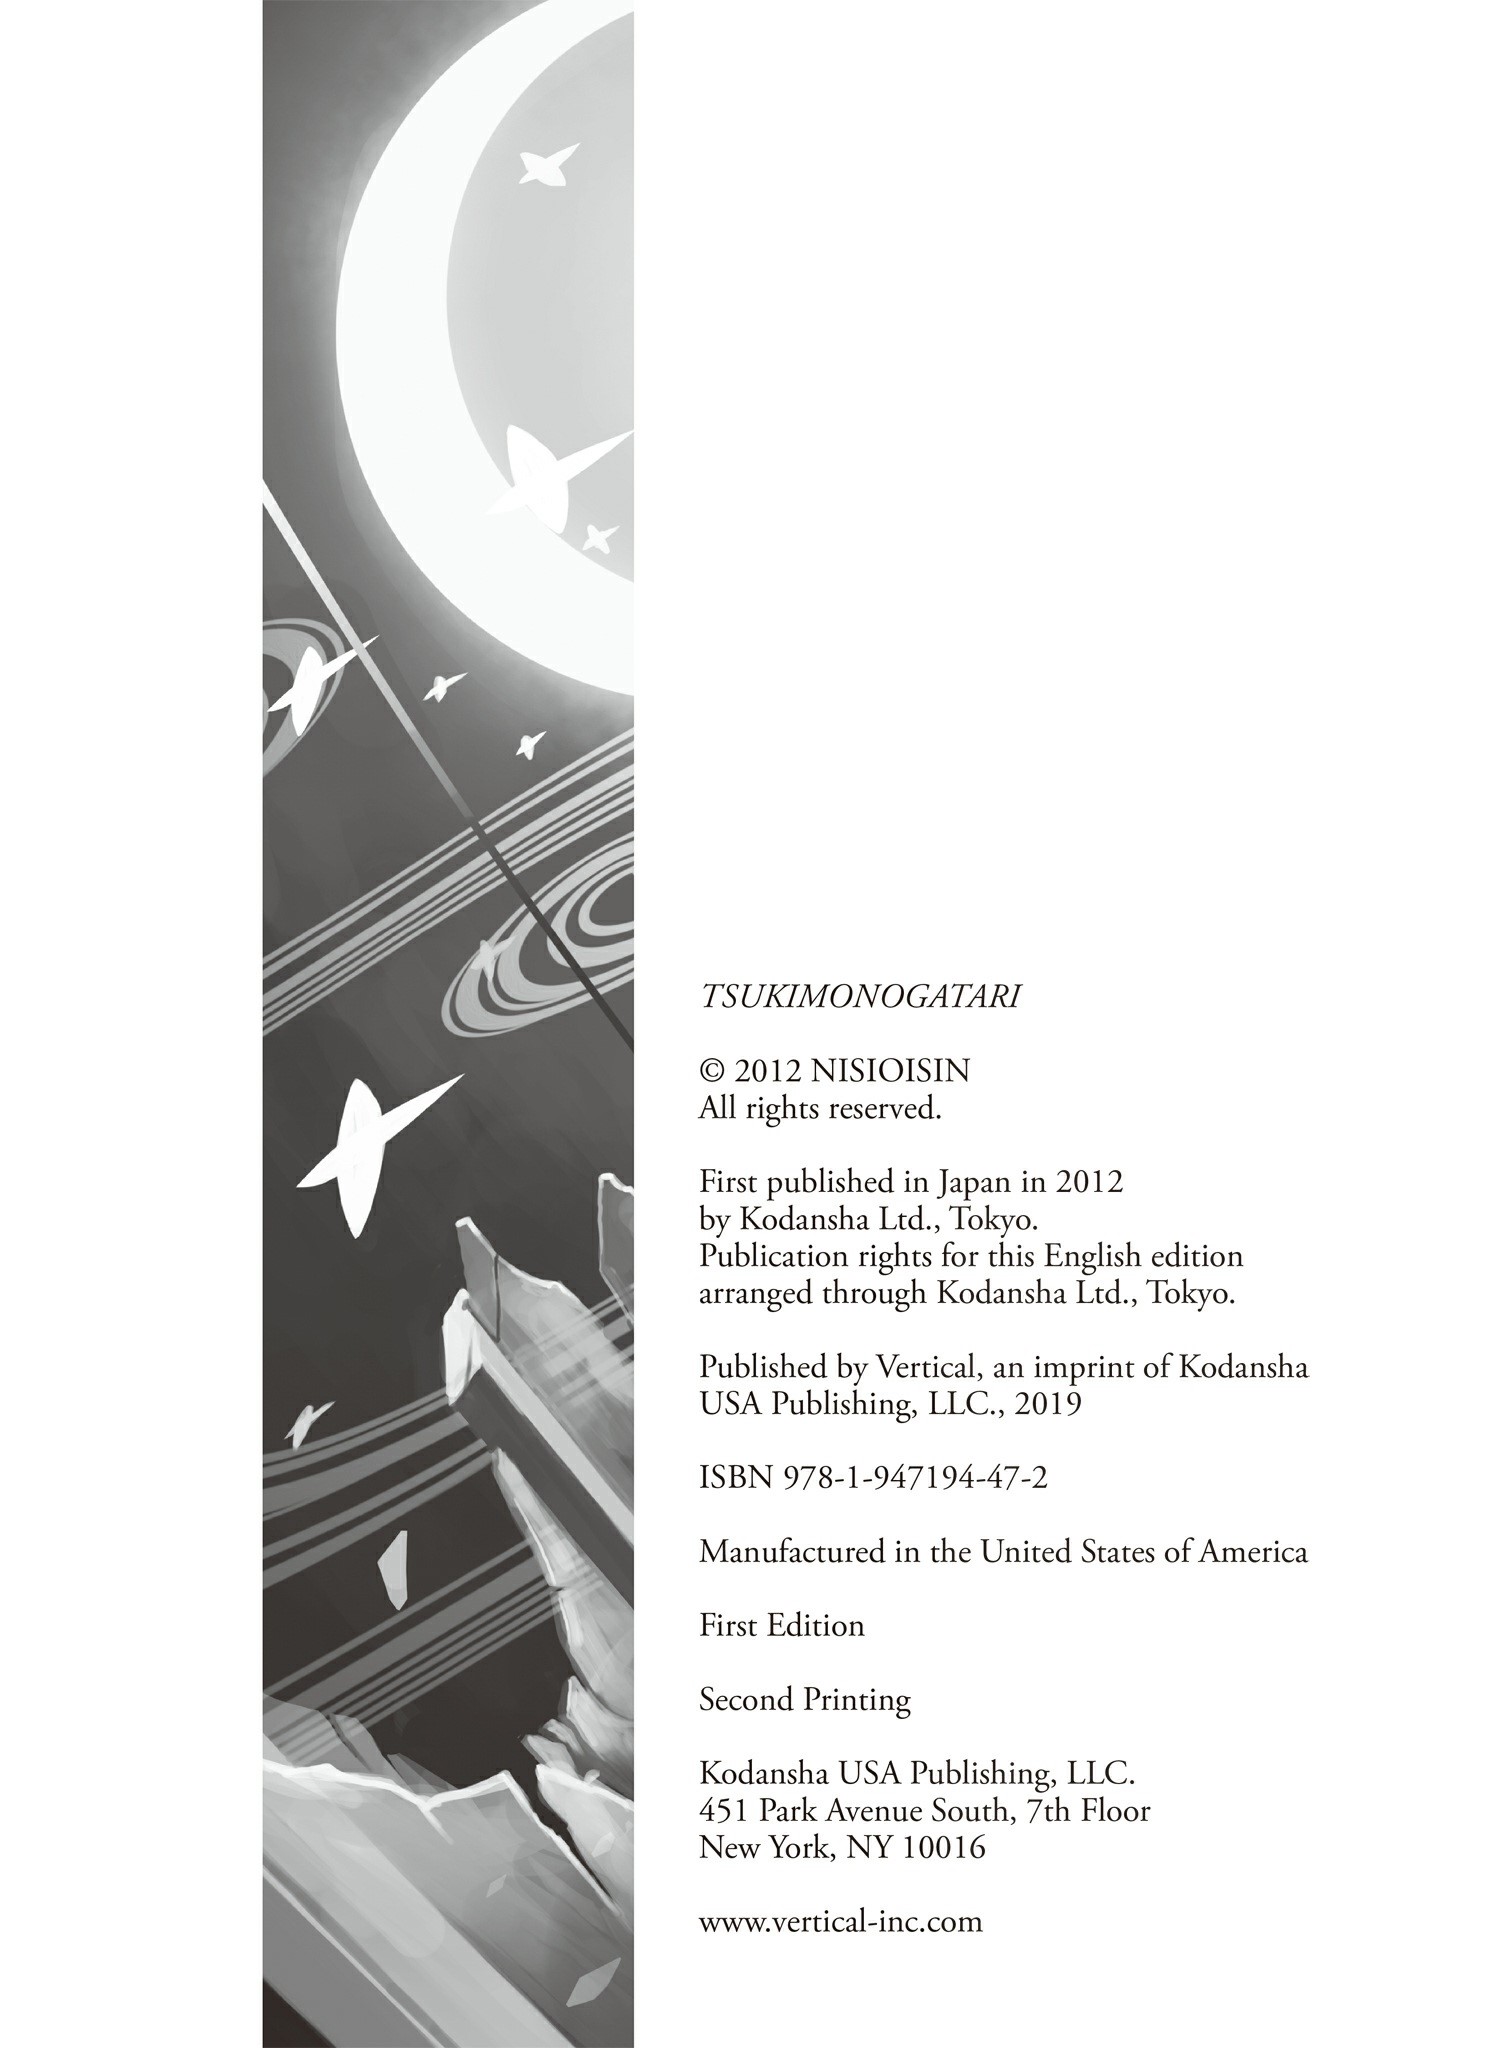 TSUKIMONOGATARI
© 2012 NISIOISIN
All rights reserved.
First published in Japan in 2012
by Kodansha Ltd., Tokyo.
Publication rights for this English edition
arranged through Kodansha Ltd., Tokyo.
Published by Vertical, an imprint of Kodansha
USA Publishing, LLC., 2019
ISBN 978-1-947194-47-2
Manufactured in the United States of America
First Edition
Second Printing
Kodansha USA Publishing, LLC.
451 Park Avenue South, 7th Floor
New York, NY 10016
www.vertical-inc.com